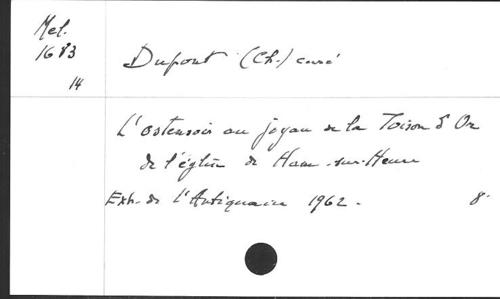 Mel.
1683
14
Dupont (Ch.) curé
L'ostensoir au joyau de la Toison d'Or
de l'église de Ham-sur-Heure
Extr. de l'Antiquaire 1962. 8°